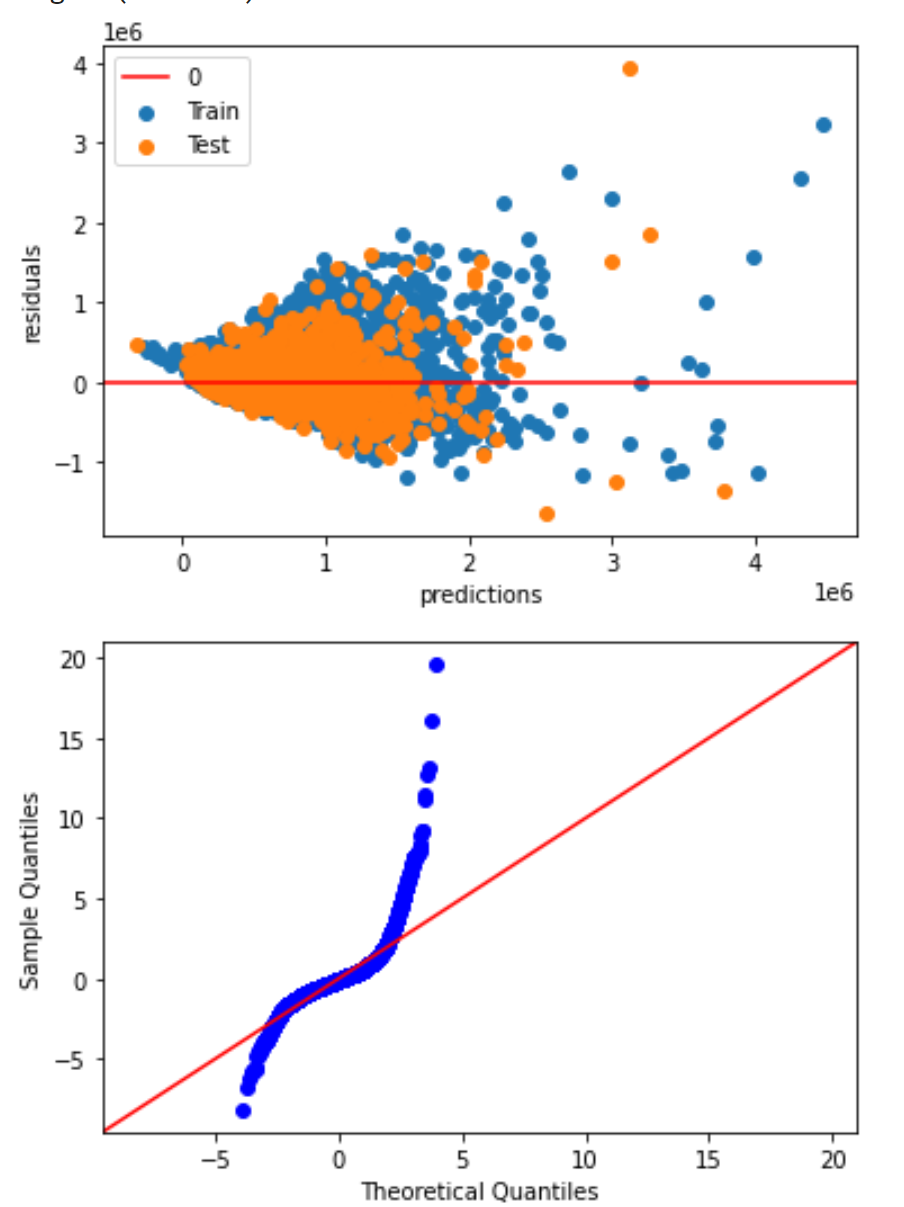 1e6
4
3
2
1
0
−1
0
Train
Test
residuals
0 1 2 3 4
predictions 1e6
20
15
10
5
0
−5
Sample Quantiles
−5 0 5 10 15 20
Theoretical Quantiles